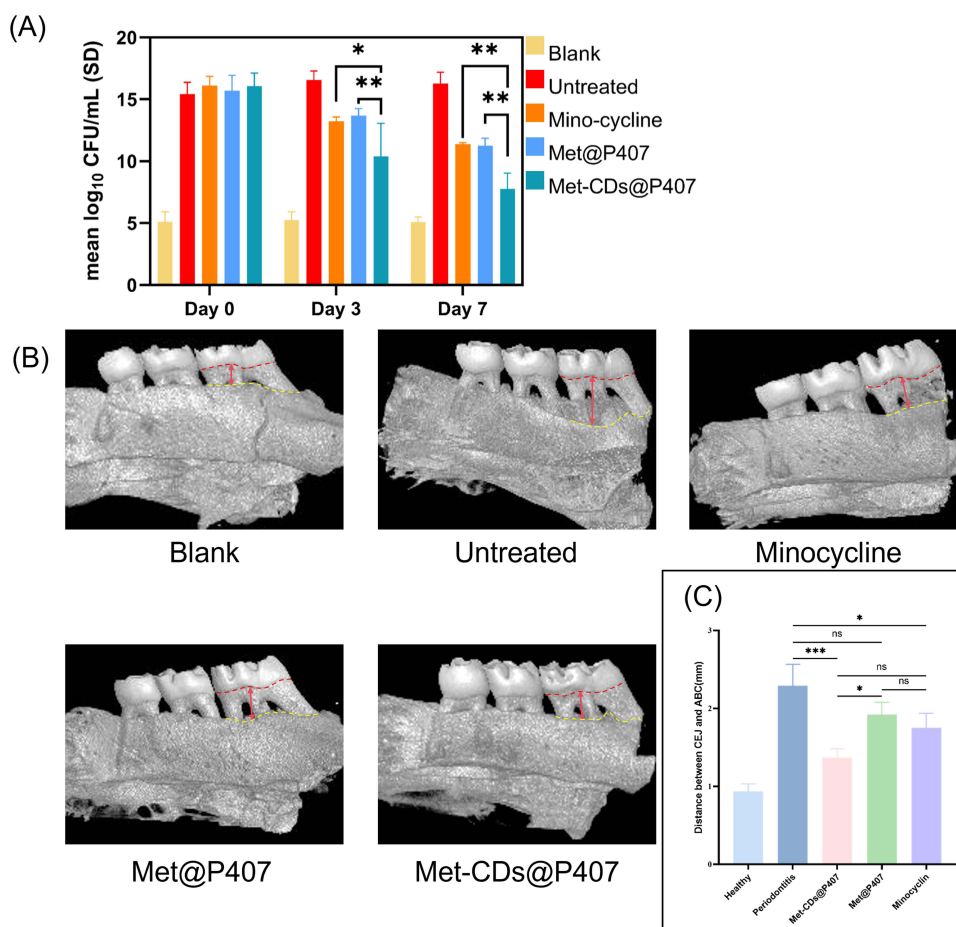 (A)
mean log10 CFU/mL (SD)
20
15
10
5
0
* ** ** **
Day 0 Day 3 Day 7
Blank
Untreated
Mino-cycline
Met@P407
Met-CDs@P407
(B)
Blank Untreated Minocycline
Met@P407 Met-CDs@P407
(C)
Distance between CEJ and ABC(mm)
3
2
1
0
*
ns
***
ns
* ns
Healthy
Periodontitis
Met-CDs@P407
Met@P407
Minocyclin